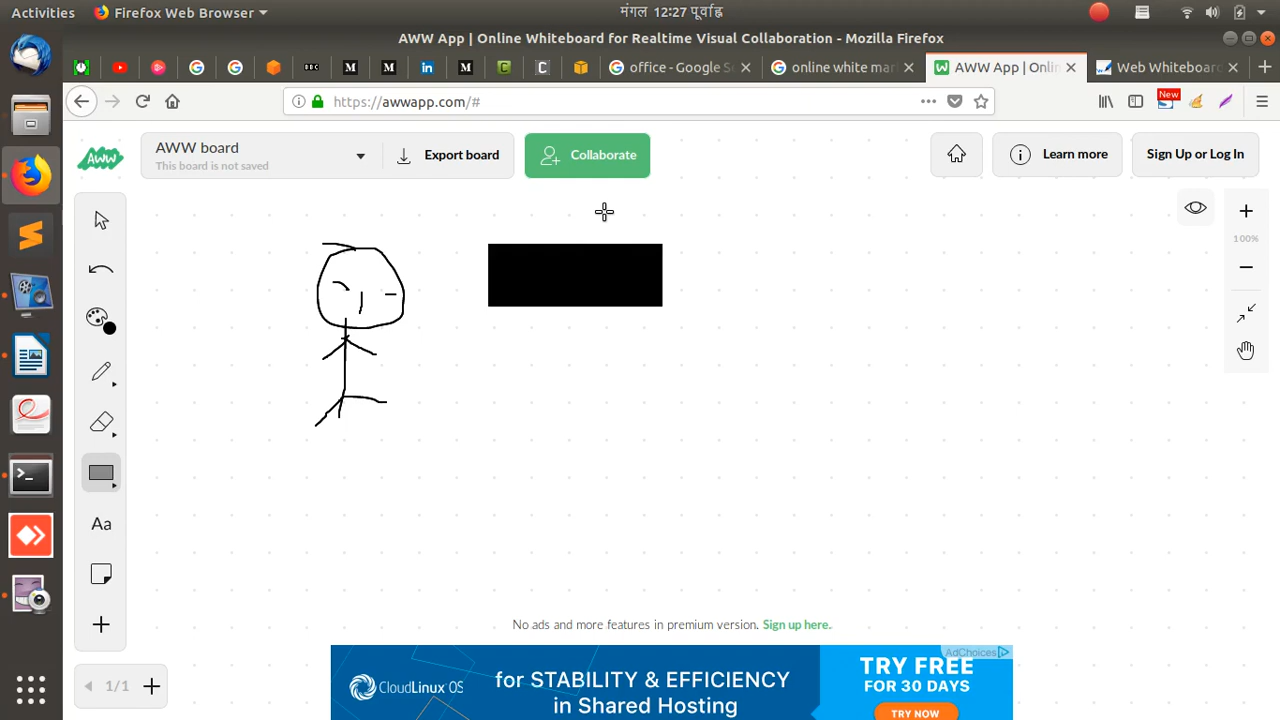 Activities Firefox Web Browser मंगल १२:27 पूर्वाह्न
AWW App | Online Whiteboard for Realtime Visual Collaboration - Mozilla Firefox
office - Google S
online white mar
AWW App | Onlin
Web Whiteboar
New
https://awwapp.com/#
AWW
AWW board
This board is not saved
Export board
Collaborate
Learn more
Sign Up or Log In
100%
Aa
1/1
No ads and more features in premium version. Sign up here.
AdChoices
CloudLinux OS
for STABILITY & EFFICIENCY
in Shared Hosting
TRY FREE
FOR 30 DAYS
TRY NOW